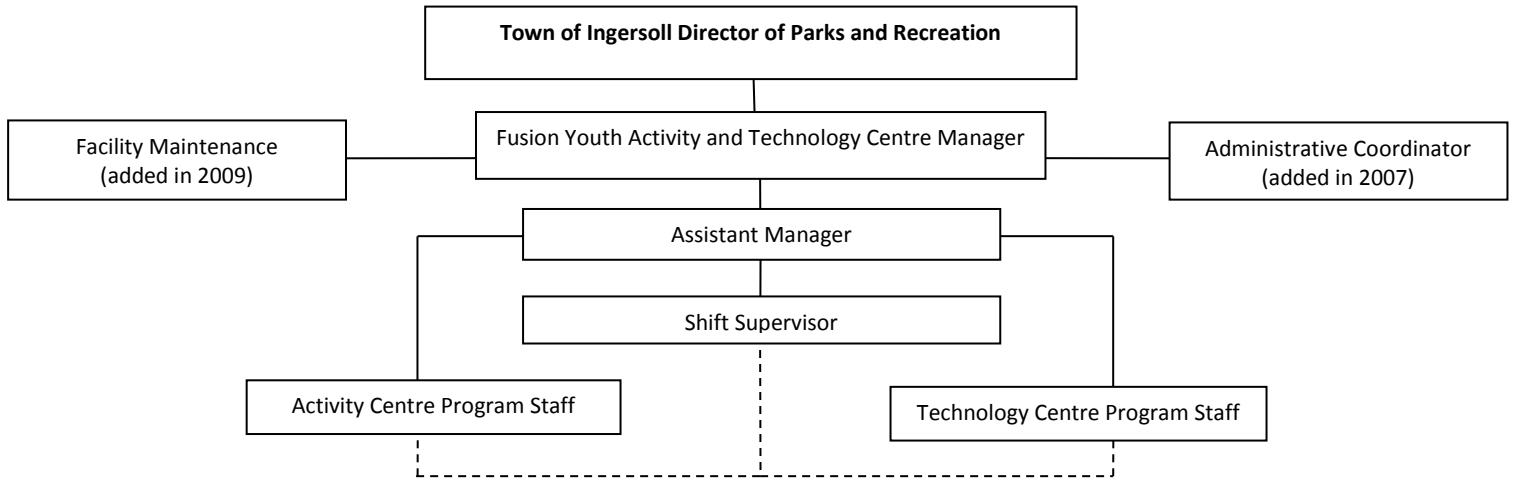 Town of Ingersoll Director of Parks and Recreation
Fusion Youth Activity and Technology Centre Manager
Facility Maintenance
(added in 2009)
Administrative Coordinator
(added in 2007)
Assistant Manager
Shift Supervisor
Activity Centre Program Staff
Technology Centre Program Staff